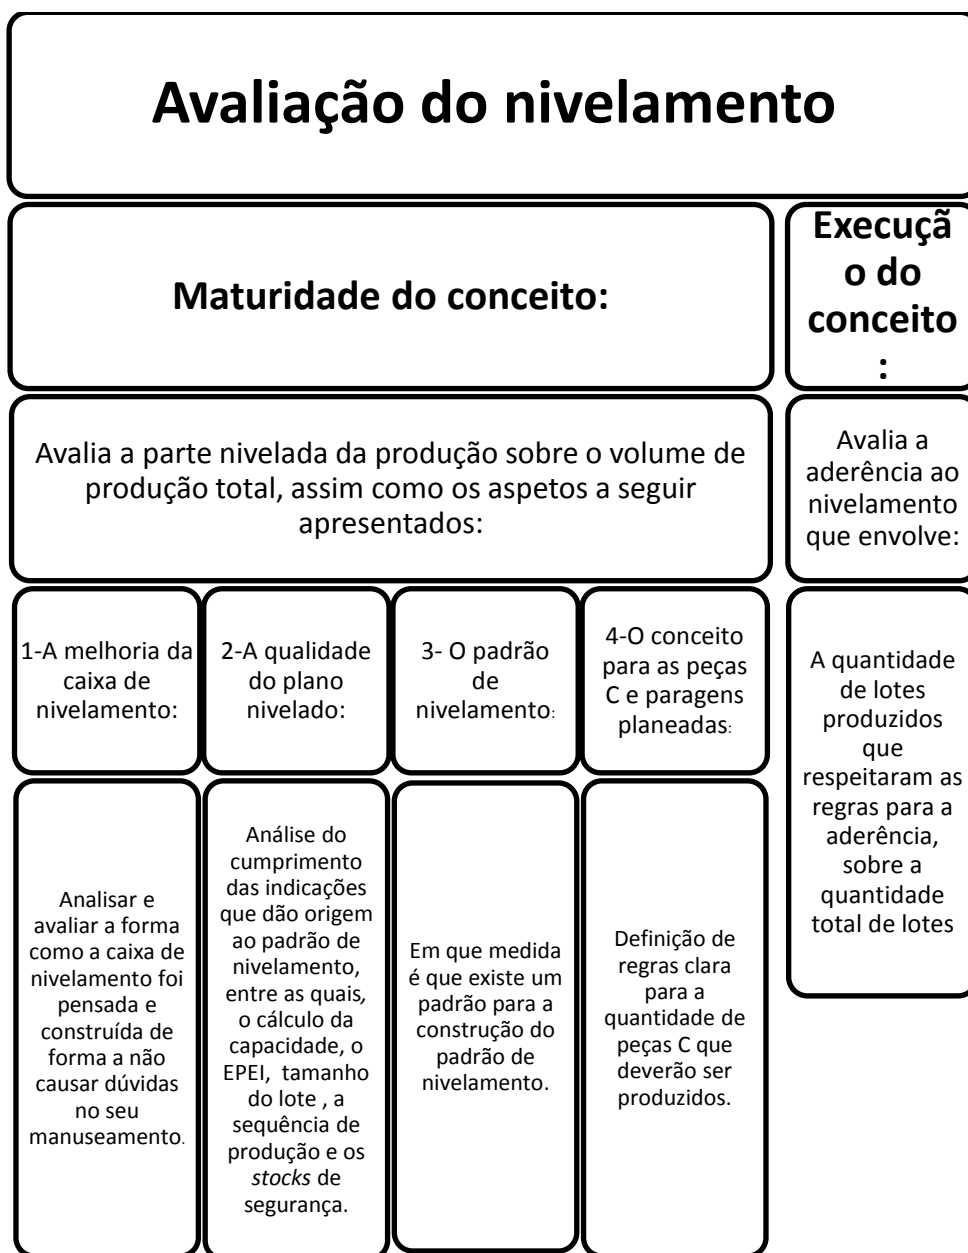 Avaliação do nivelamento
Maturidade do conceito:
Execuçã
o do
conceito
:
Avalia a parte nivelada da produção sobre o volume de
produção total, assim como os aspetos a seguir
apresentados:
Avalia a
aderência ao
nivelamento
que envolve:
1-A melhoria da
caixa de
nivelamento:
2-A qualidade
do plano
nivelado:
3- O padrão
de
nivelamento:
4-O conceito
para as peças
C e paragens
planeadas:
A quantidade
de lotes
produzidos
que
respeitaram as
regras para a
aderência,
sobre a
quantidade
total de lotes
Analisar e
avaliar a forma
como a caixa de
nivelamento foi
pensada e
construída de
forma a não
causar dúvidas
no seu
manuseamento.
Análise do
cumprimento
das indicações
que dão origem
ao padrão de
nivelamento,
entre as quais,
o cálculo da
capacidade, o
EPEI, tamanho
do lote , a
sequência de
produção e os
stocks de
segurança.
Em que medida
é que existe um
padrão para a
construção do
padrão de
nivelamento.
Definição de
regras clara
para a
quantidade de
peças C que
deverão ser
produzidos.